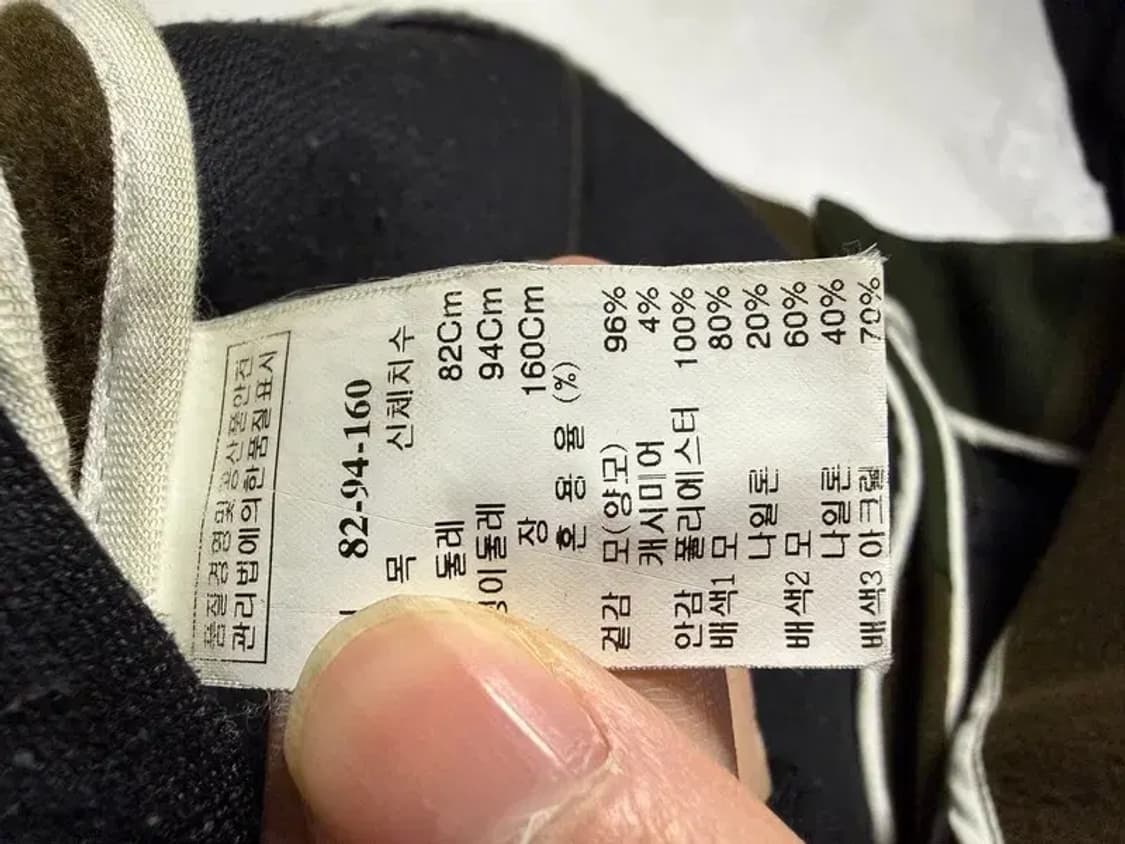 품질경영및공산품안전
관리법에의한품질표시
82-94-160
목 신체치수
둘레 82Cm
이둘레 94Cm
장 160Cm
혼 용 율 (%)
겉감 모(양모) 96%
캐시미어 4%
안감 폴리에스터 100%
배색1 모 80%
나일론 20%
배색2 모 60%
나일론 40%
배색3 아크릴 70%